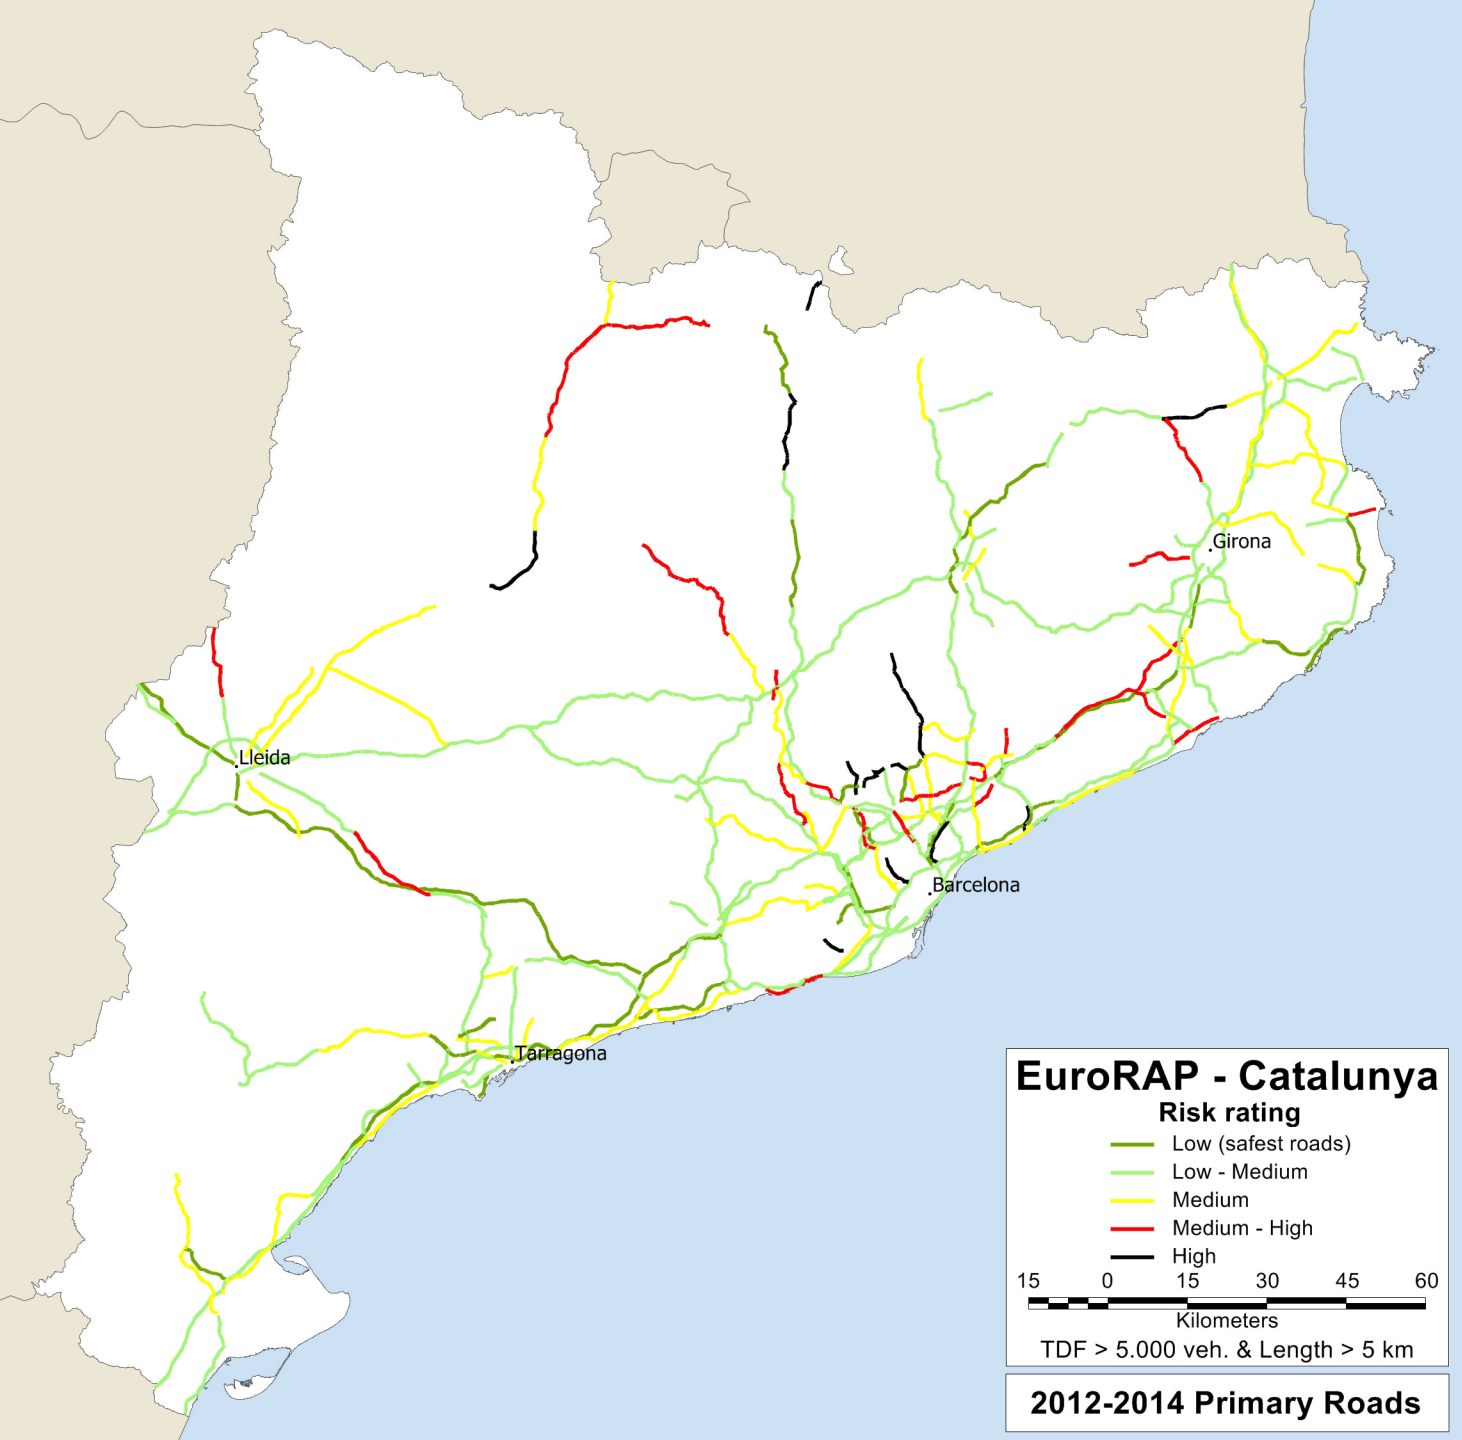 Girona
Lleida
Barcelona
Tarragona
EuroRAP - Catalunya
Risk rating
Low (safest roads)
Low - Medium
Medium
Medium - High
High
15 0 15 30 45 60
Kilometers
TDF > 5.000 veh. & Length > 5 km
2012-2014 Primary Roads